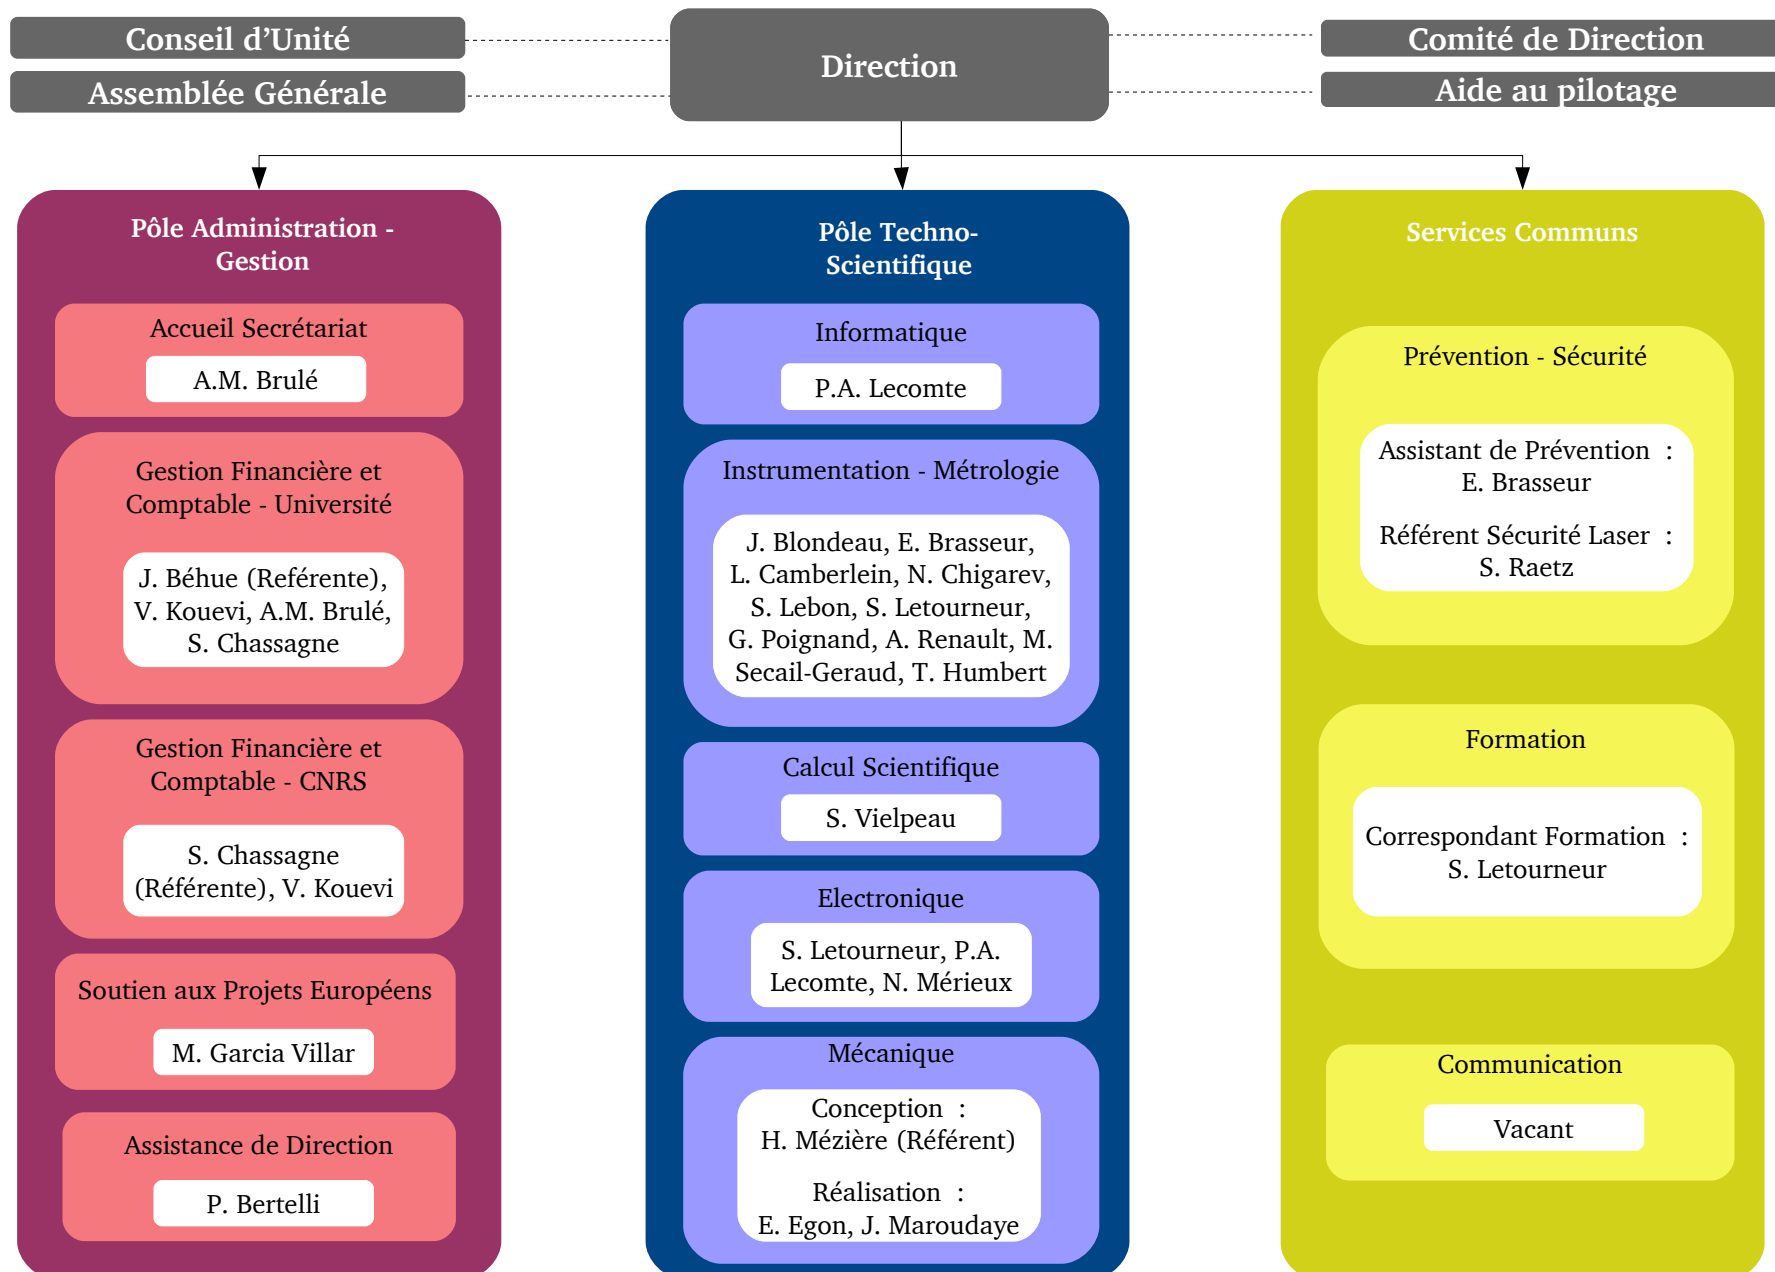 Conseil d’Unité
Assemblée Générale
Direction
Comité de Direction
Aide au pilotage
Pôle Administration -
Gestion
Accueil Secrétariat
A.M. Brulé
Gestion Financière et
Comptable - Université
J. Béhue (Reférente),
V. Kouevi, A.M. Brulé,
S. Chassagne
Gestion Financière et
Comptable - CNRS
S. Chassagne
(Référente), V. Kouevi
Soutien aux Projets Européens
M. Garcia Villar
Assistance de Direction
P. Bertelli
Pôle Techno-
Scientifique
Informatique
P.A. Lecomte
Instrumentation - Métrologie
J. Blondeau, E. Brasseur,
L. Camberlein, N. Chigarev,
S. Lebon, S. Letourneur,
G. Poignand, A. Renault, M.
Secail-Geraud, T. Humbert
Calcul Scientifique
S. Vielpeau
Electronique
S. Letourneur, P.A.
Lecomte, N. Mérieux
Mécanique
Conception :
H. Mézière (Référent)
Réalisation :
E. Egon, J. Maroudaye
Services Communs
Prévention - Sécurité
Assistant de Prévention :
E. Brasseur
Référent Sécurité Laser :
S. Raetz
Formation
Correspondant Formation :
S. Letourneur
Communication
Vacant